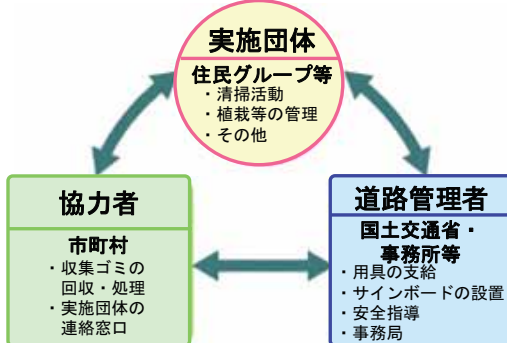 実施団体
住民グループ等
・清掃活動
・植栽等の管理
・その他
協力者
市町村
・収集ゴミの
回収・処理
・実施団体の
連絡窓口
道路管理者
国土交通省・
事務所等
・用具の支給
・サインボードの設置
・安全指導
・事務局